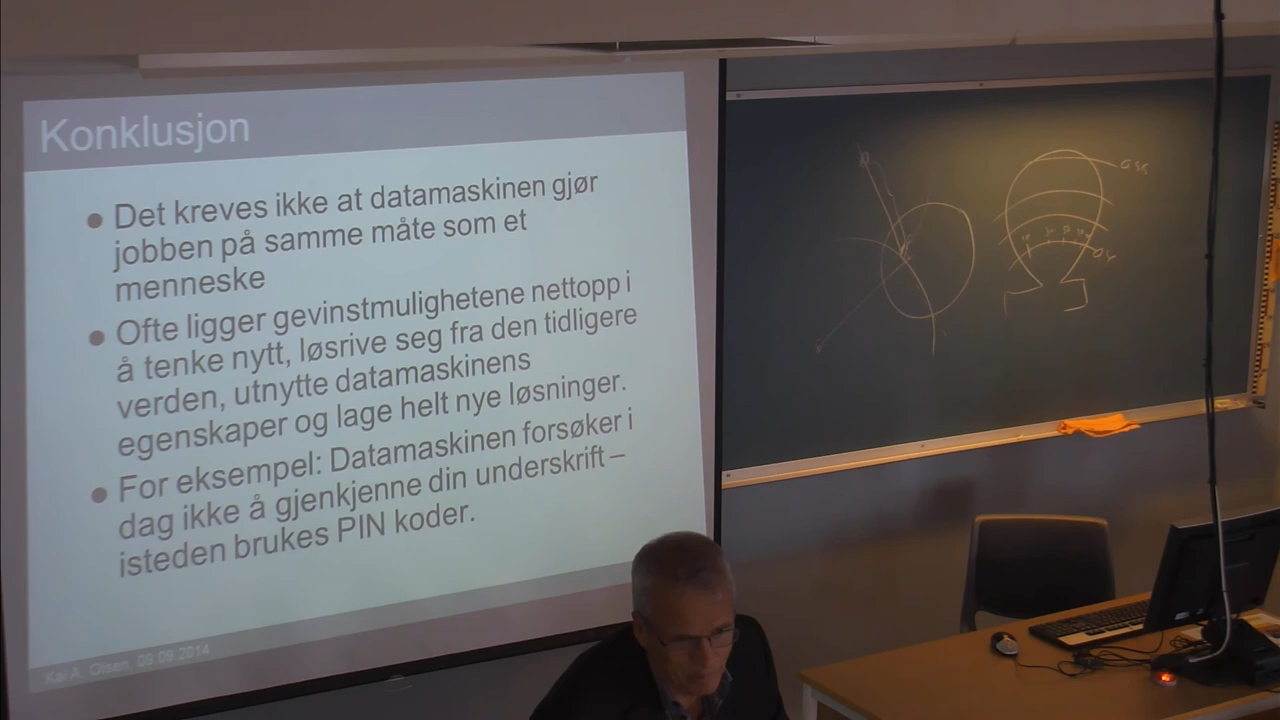 Konklusjon
Det kreves ikke at datamaskinen gjør
jobben på samme måte som et
menneske
Ofte ligger gevinstmulighetene nettopp i
å tenke nytt, løsrive seg fra den tidligere
verden, utnytte datamaskinens
egenskaper og lage helt nye løsninger.
For eksempel: Datamaskinen forsøker i
dag ikke å gjenkjenne din underskrift –
isteden brukes PIN koder.
Kai A. Olsen, 09.09.2014